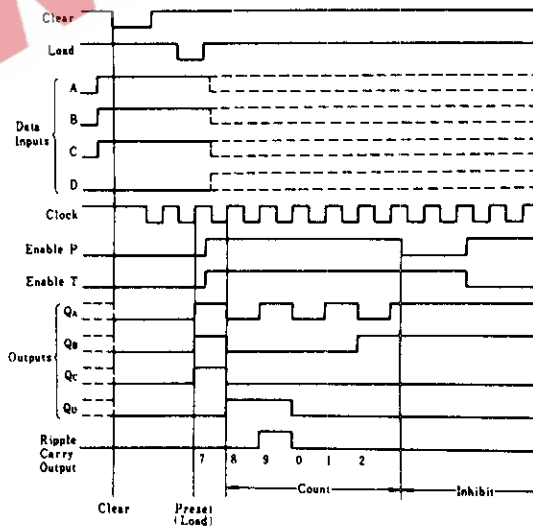 Clear
Load
Data Inputs
A
B
C
D
Clock
Enable P
Enable T
Outputs
QA
QB
QC
QD
Ripple Carry Output
7 8 9 0 1 2
Count
Inhibit
Clear
Preset (Load)